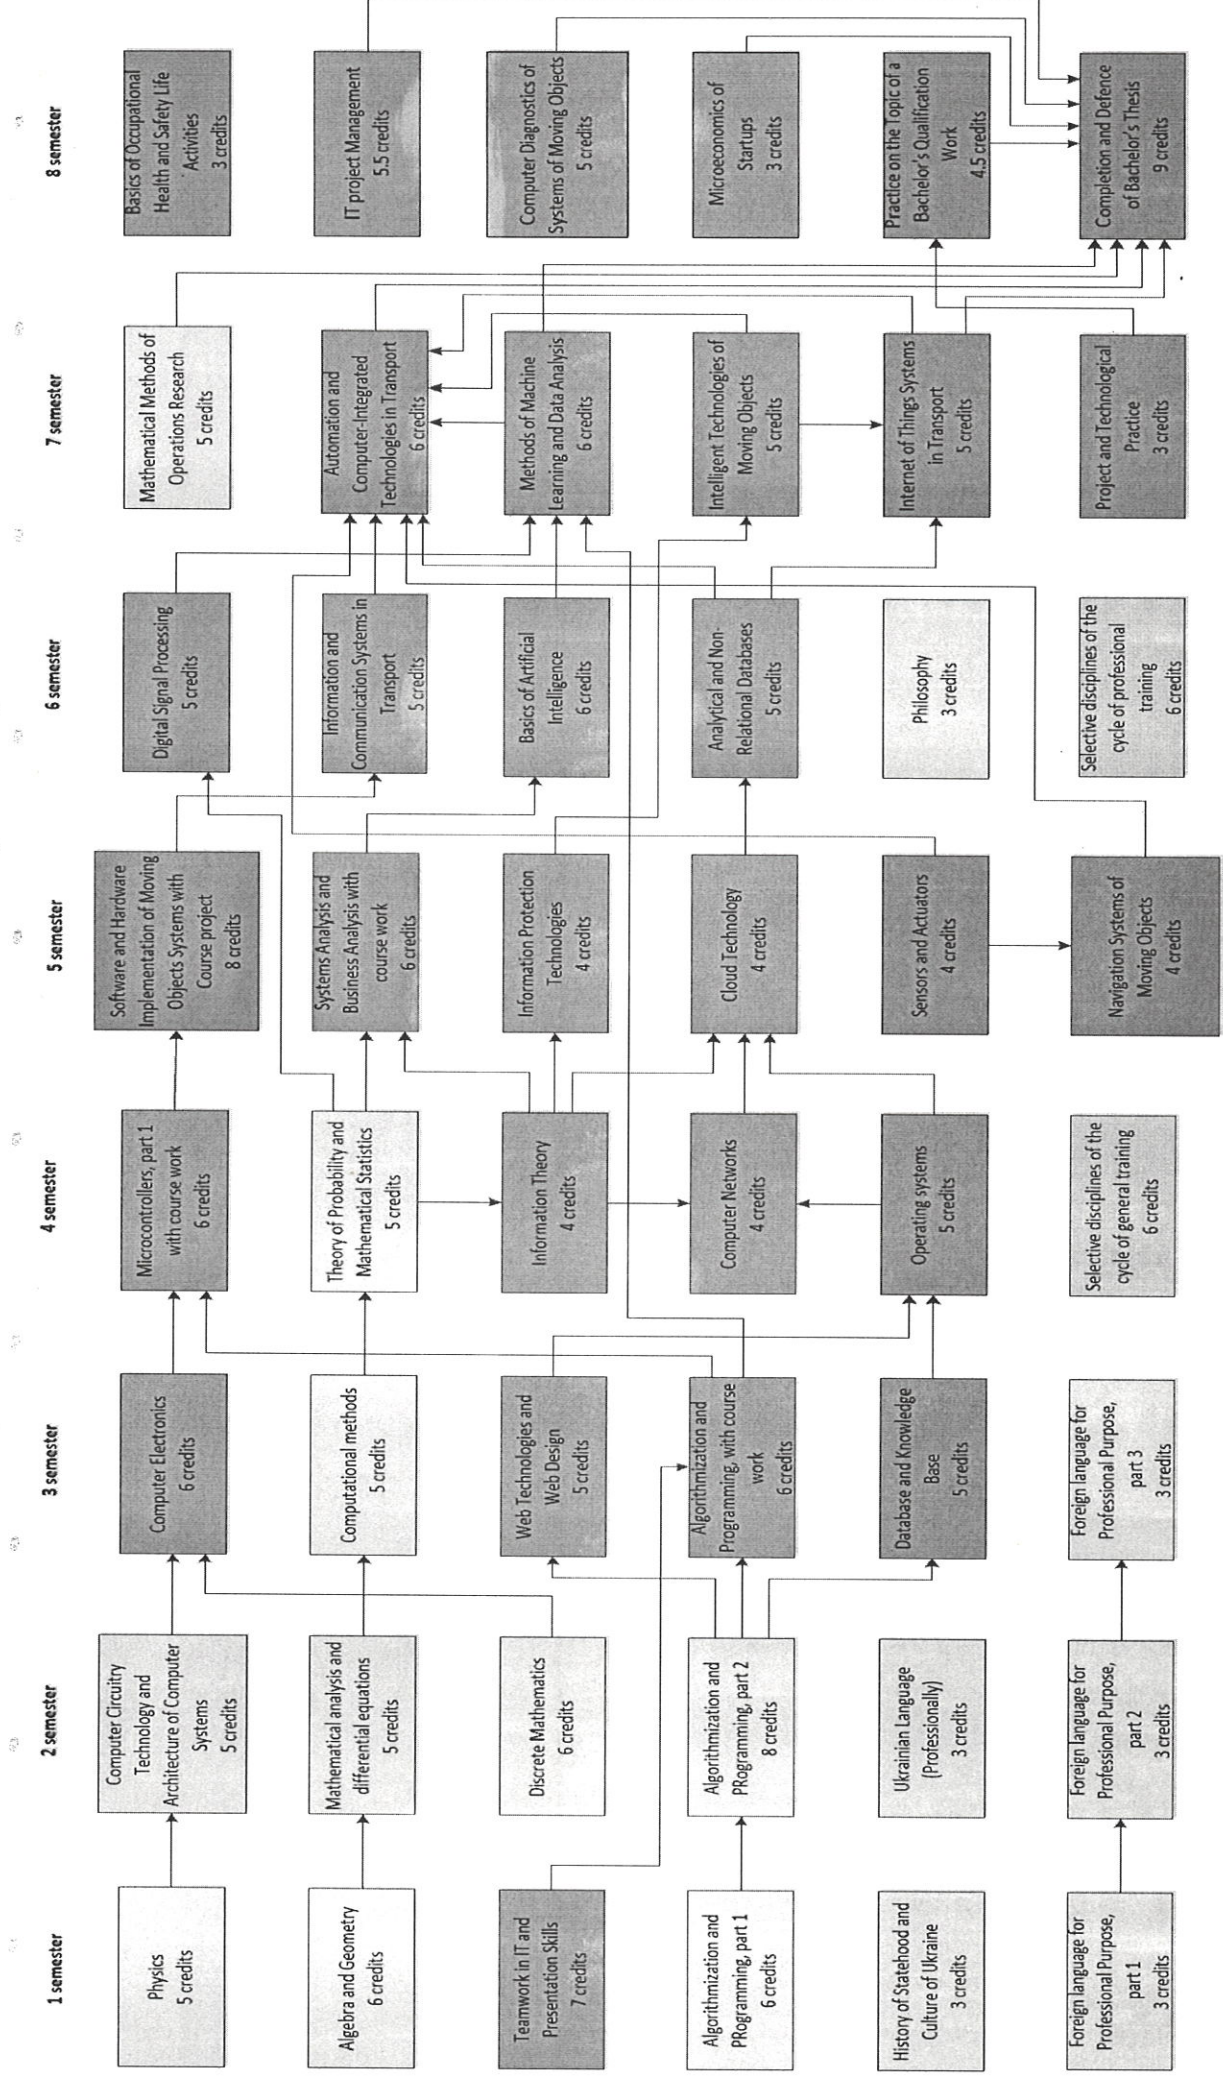 1 semester
Physics
5 credits
Algebra and Geometry
6 credits
Teamwork in IT and
Presentation Skills
7 credits
Algorithmization and
PRogramming, part 1
6 credits
History of Statehood and
Culture of Ukraine
3 credits
Foreign language for
Professional Purpose,
part 1
3 credits
2 semester
Computer Circuitry
Technology and
Architecture of Computer
Systems
5 credits
Mathematical analysis and
differential equations
5 credits
Discrete Mathematics
6 credits
Algorithmization and
PRogramming, part 2
8 credits
Ukrainian Language
(Professionally)
3 credits
Foreign language for
Professional Purpose,
part 2
3 credits
3 semester
Computer Electronics
6 credits
Computational methods
5 credits
Web Technologies and
Web Design
5 credits
Algorithmization and
Programming, with course
work
6 credits
Database and Knowledge
Base
5 credits
Foreign language for
Professional Purpose,
part 3
3 credits
4 semester
Microcontrollers, part 1
with course work
6 credits
Theory of Probability and
Mathematical Statistics
5 credits
Information Theory
4 credits
Computer Networks
4 credits
Operating systems
5 credits
Selective disciplines of the
cycle of general training
6 credits
5 semester
Software and Hardware
Implementation of Moving
Objects Systems with
Course project
8 credits
Systems Analysis and
Business Analysis with
course work
6 credits
Information Protection
Technologies
4 credits
Cloud Technology
4 credits
Sensors and Actuators
4 credits
Navigation Systems of
Moving Objects
4 credits
6 semester
Digital Signal Processing
5 credits
Information and
Communication Systems in
Transport
5 credits
Basics of Artificial
Intelligence
6 credits
Analytical and Non-
Relational Databases
5 credits
Philosophy
3 credits
Selective disciplines of the
cycle of professional
training
6 credits
7 semester
Mathematical Methods of
Operations Research
5 credits
Automation and
Computer-Integrated
Technologies in Transport
6 credits
Methods of Machine
Learning and Data Analysis
6 credits
Intelligent Technologies of
Moving Objects
5 credits
Internet of Things Systems
in Transport
5 credits
Project and Technological
Practice
3 credits
8 semester
Basics of Occupational
Health and Safety Life
Activities
3 credits
IT project Management
5.5 credits
Computer Diagnostics of
Systems of Moving Objects
5 credits
Microeconomics of
Startups
3 credits
Practice on the Topic of a
Bachelor's Qualification
Work
4.5 credits
Completion and Defence
of Bachelor's Thesis
9 credits